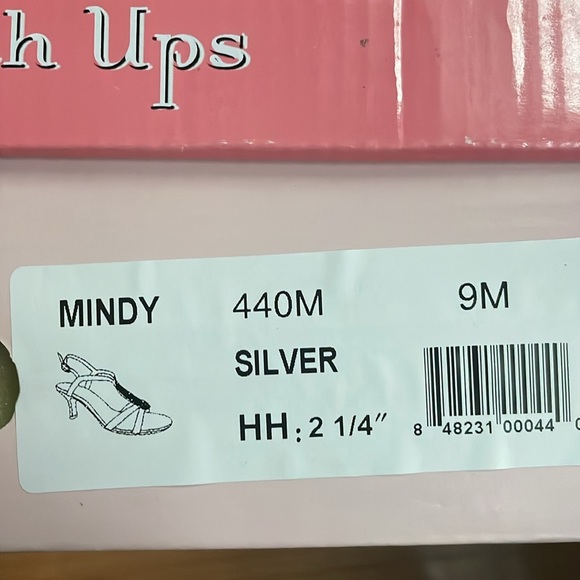 h Ups
MINDY 440M 9M
SILVER
HH: 2 1/4"
8 48231 00044